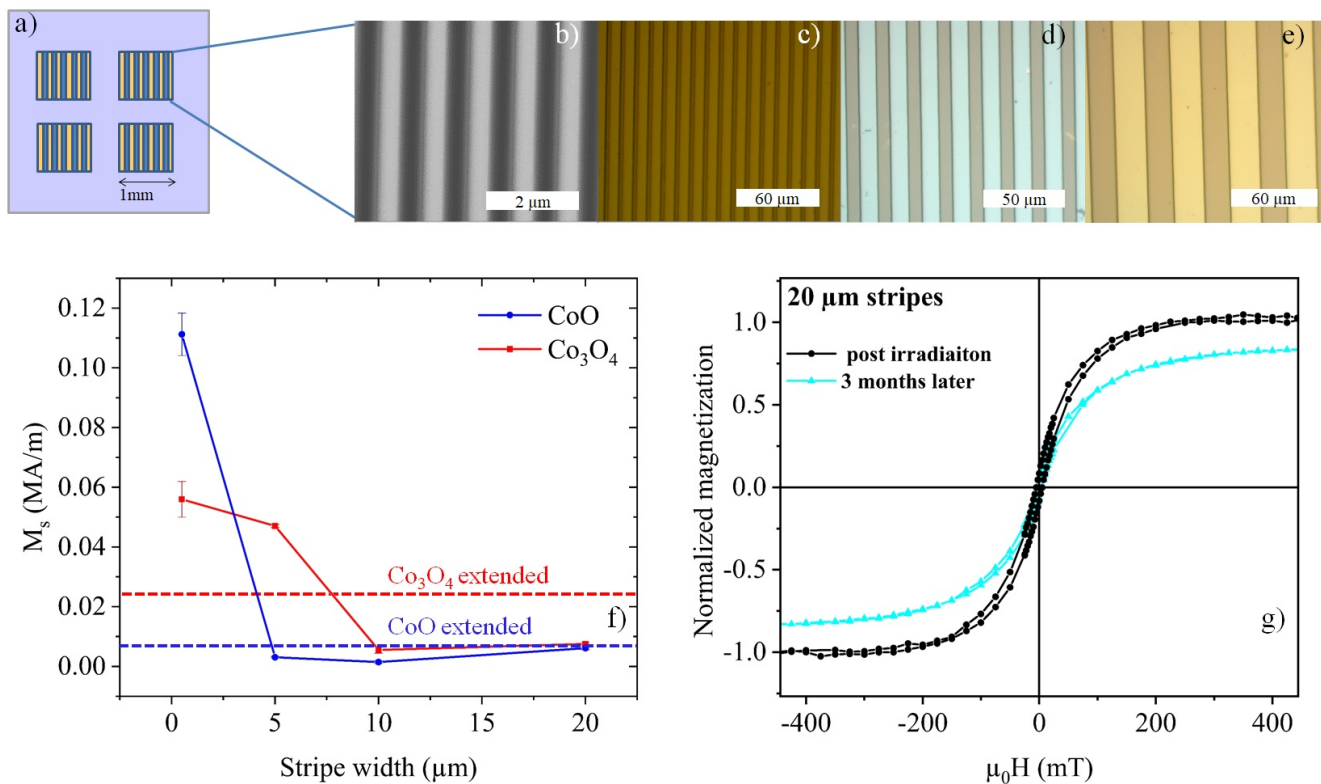 a)
1mm
b)
2 µm
c)
60 µm
d)
50 µm
e)
60 µm
0.12
0.10
0.08
0.06
0.04
0.02
0.00
M_s (MA/m)
CoO
Co₃O₄
Co₃O₄ extended
CoO extended
f)
0 5 10 15 20
Stripe width (µm)
20 µm stripes
post irradiaiton
3 months later
1.0
0.5
0.0
-0.5
-1.0
Normalized magnetization
g)
-400 -200 0 200 400
µ₀H (mT)